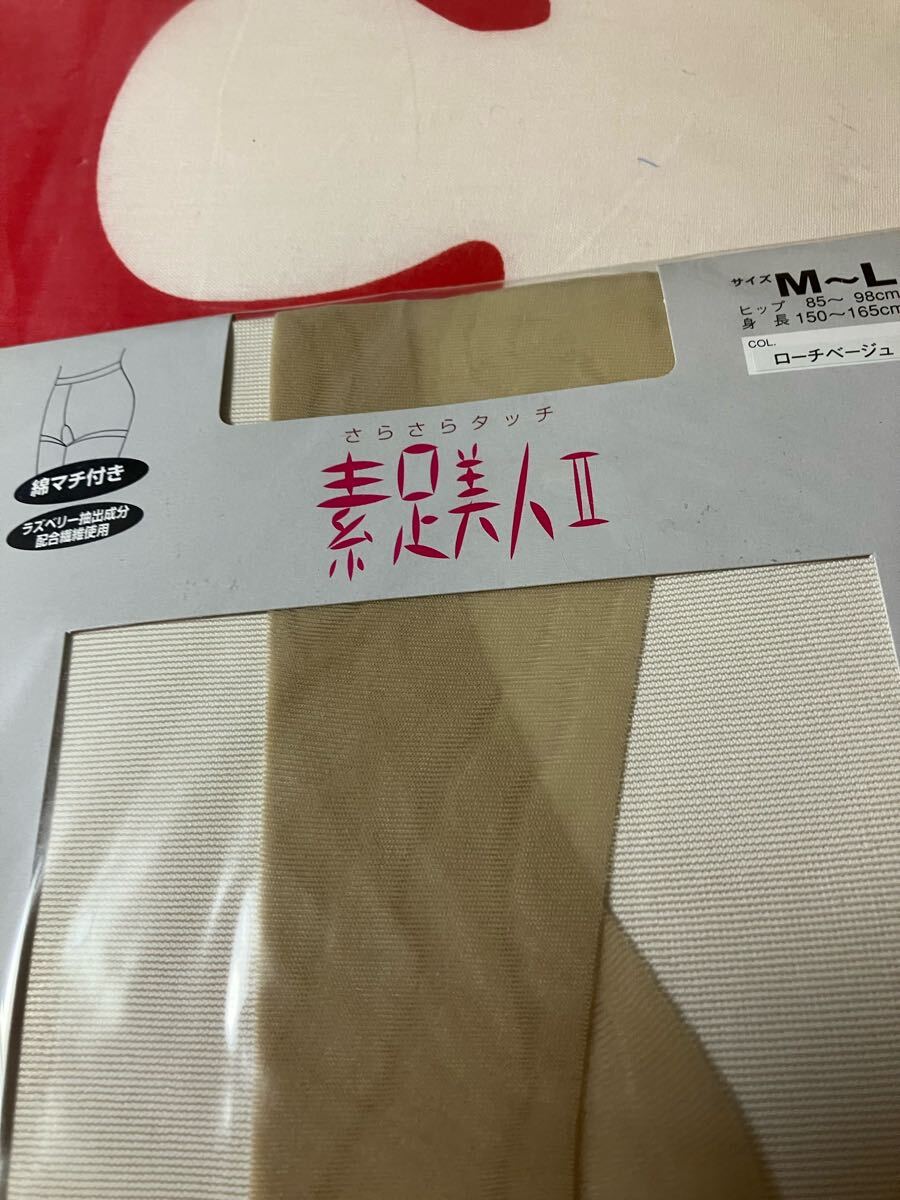 サイズ M～L
ヒップ 85～ 98cm
身長 150～165cm
COL.
ローチベージュ
さらさらタッチ
素足美人Ⅱ
綿マチ付き
ラズベリー抽出成分
配合繊維使用